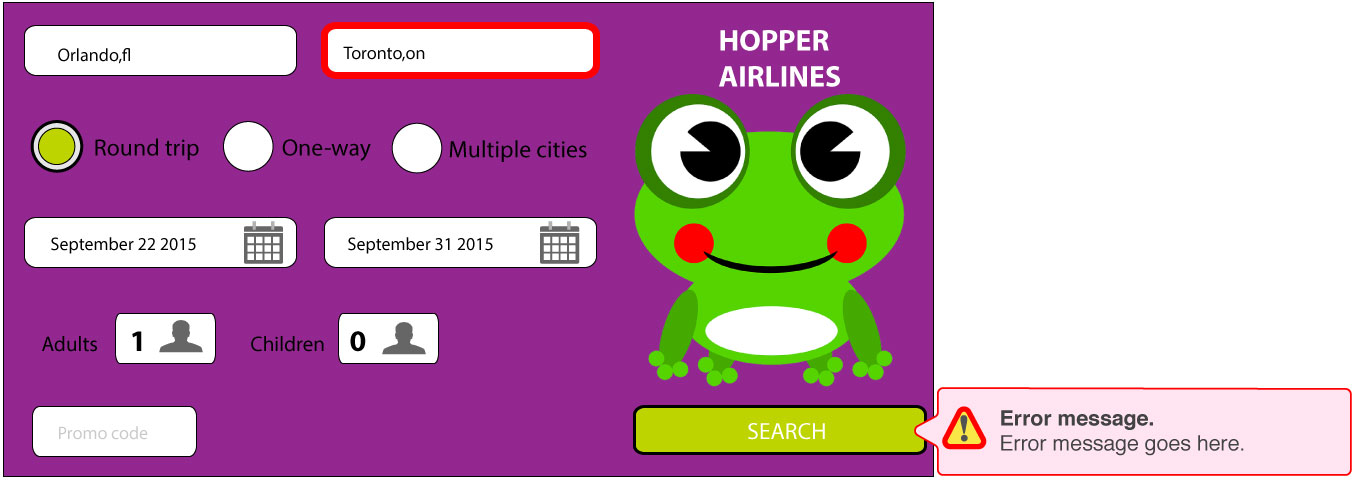 Orlando,fl
Toronto,on
HOPPER
AIRLINES
Round trip
One-way
Multiple cities
September 22 2015
September 31 2015
Adults
1
Children
0
Promo code
SEARCH
Error message.
Error message goes here.